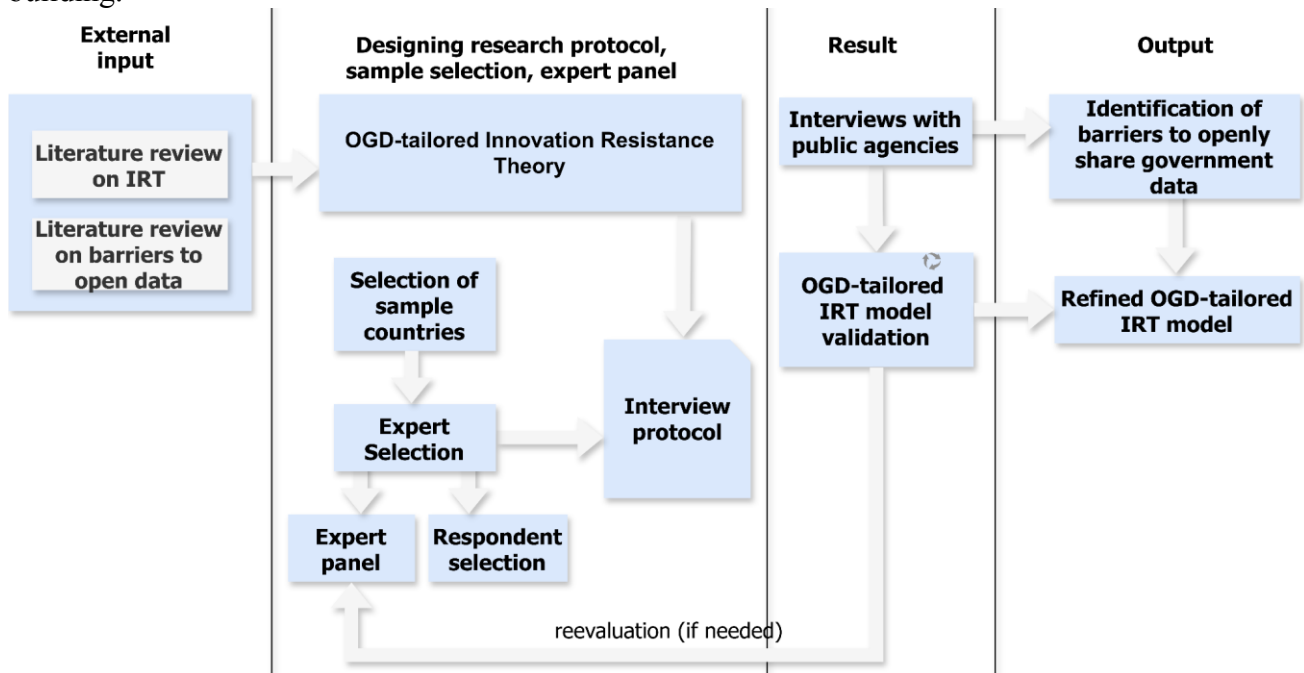 External
input
Designing research protocol,
sample selection, expert panel
Result
Output
Literature review
on IRT
Literature review
on barriers to
open data
OGD-tailored Innovation Resistance
Theory
Selection of
sample
countries
Expert
Selection
Interview
protocol
Expert
panel
Respondent
selection
reevaluation (if needed)
Interviews with
public agencies
OGD-tailored
IRT model
validation
Identification of
barriers to openly
share government
data
Refined OGD-tailored
IRT model